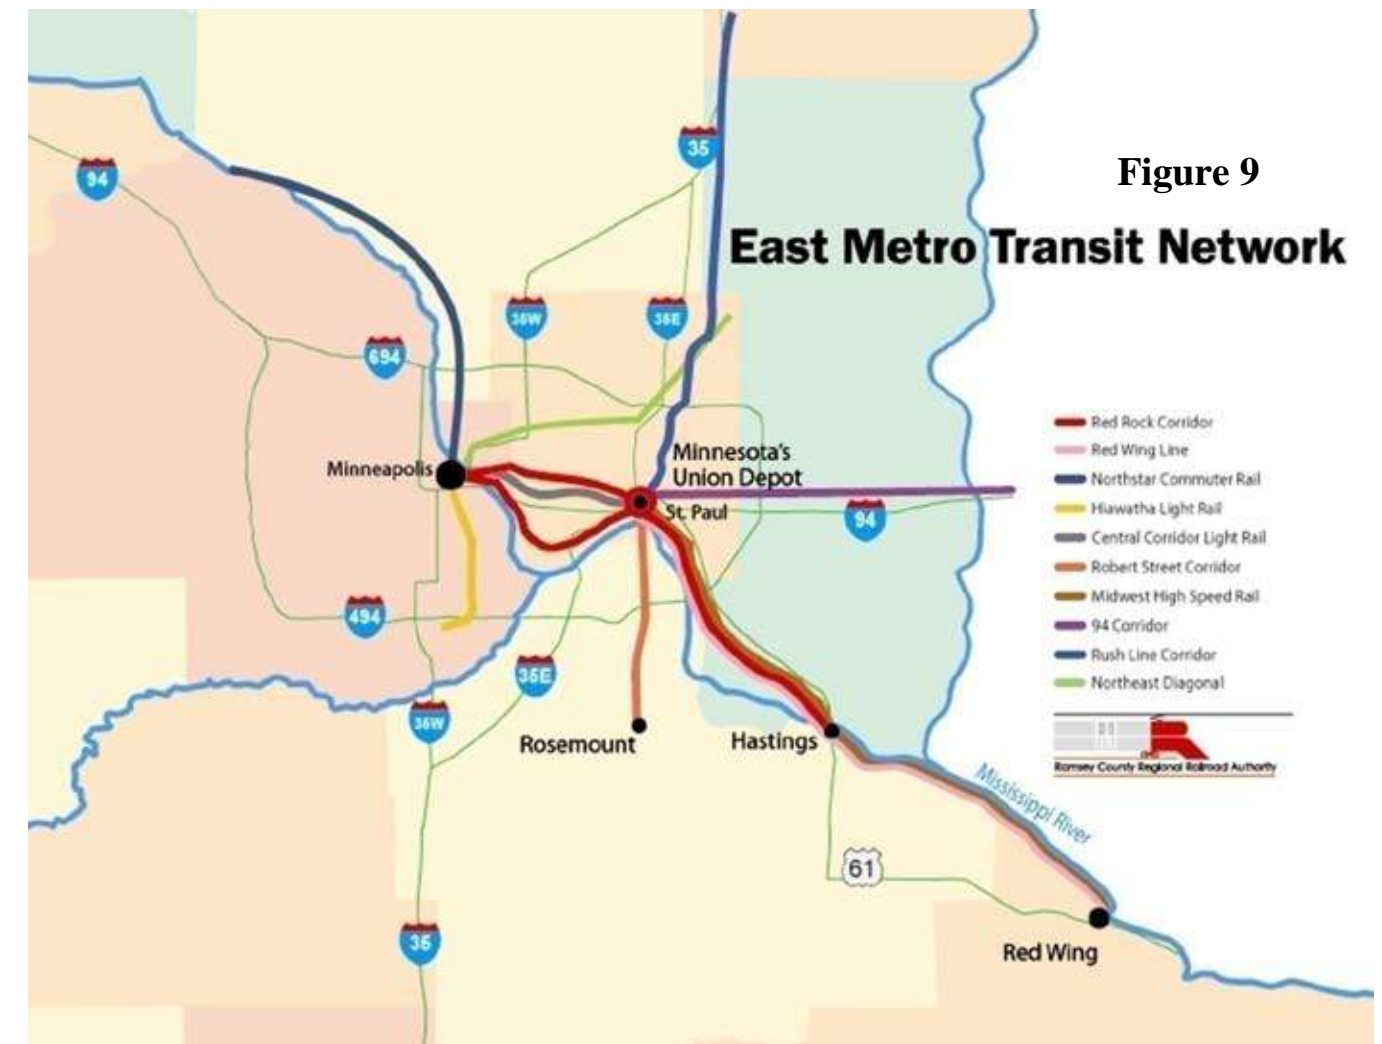 Figure 9
East Metro Transit Network
94
35
35W
35E
694
Minneapolis
Minnesota's
Union Depot
St. Paul
94
494
35E
35W
Rosemount
Hastings
Mississippi River
61
35
Red Wing
Red Rock Corridor
Red Wing Line
Northstar Commuter Rail
Hiawatha Light Rail
Central Corridor Light Rail
Robert Street Corridor
Midwest High Speed Rail
94 Corridor
Rush Line Corridor
Northeast Diagonal
Ramsey County Regional Railroad Authority